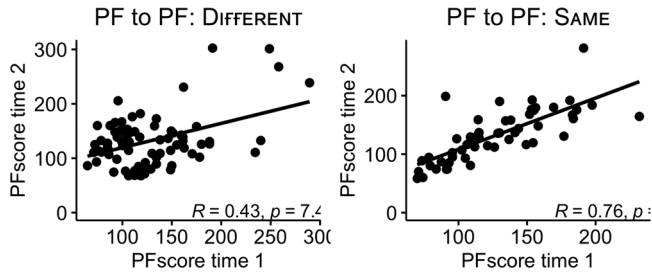 PF to PF: DIFFERENT
PF to PF: SAME
PFscore time 2
300
200
100
0
R = 0.43, p = 7.4
100
150
200
250
300
PFscore time 1
PFscore time 2
200
100
0
R = 0.76, p =
100
150
200
PFscore time 1